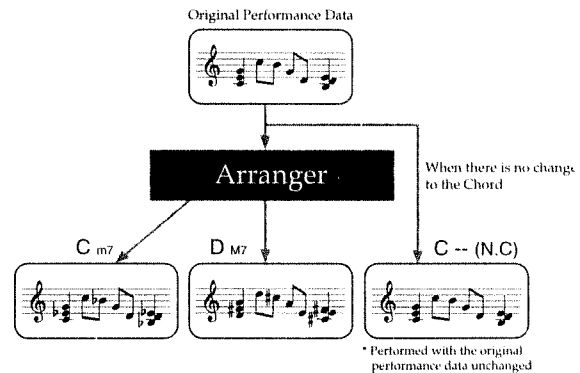 Original Performance Data
Arranger
When there is no change
to the Chord
C m7
D M7
C -- (N.C)
* Performed with the original
performance data unchanged